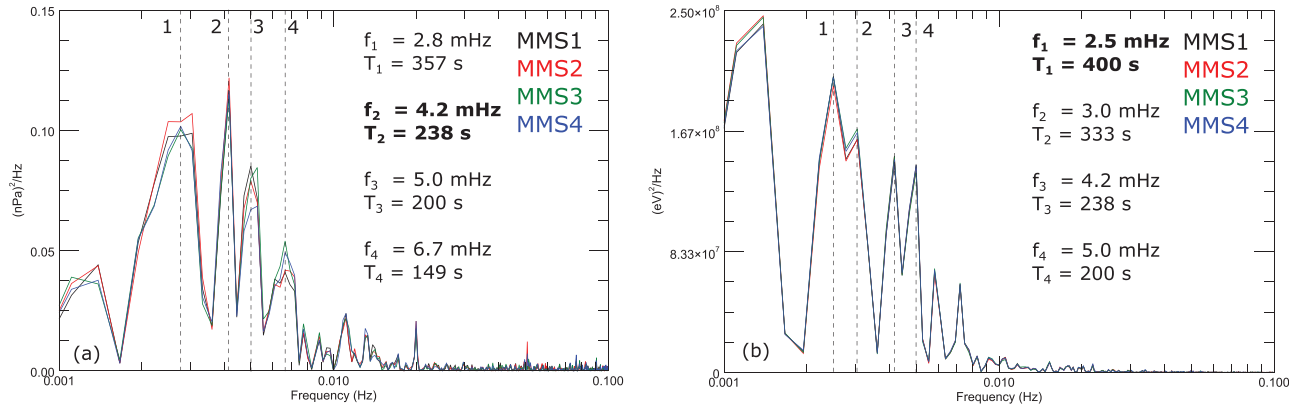 1 2 3 4
f1 = 2.8 mHz
T1 = 357 s
f2 = 4.2 mHz
T2 = 238 s
f3 = 5.0 mHz
T3 = 200 s
f4 = 6.7 mHz
T4 = 149 s
MMS1
MMS2
MMS3
MMS4
0.15
0.10
0.05
0.00
(nPa)²/Hz
(a)
0.001 0.010 0.100
Frequency (Hz)
1 2 3 4
f1 = 2.5 mHz
T1 = 400 s
f2 = 3.0 mHz
T2 = 333 s
f3 = 4.2 mHz
T3 = 238 s
f4 = 5.0 mHz
T4 = 200 s
MMS1
MMS2
MMS3
MMS4
2.50×10⁸
1.67×10⁸
8.33×10⁷
0
(eV)²/Hz
(b)
0.001 0.010 0.100
Frequency (Hz)